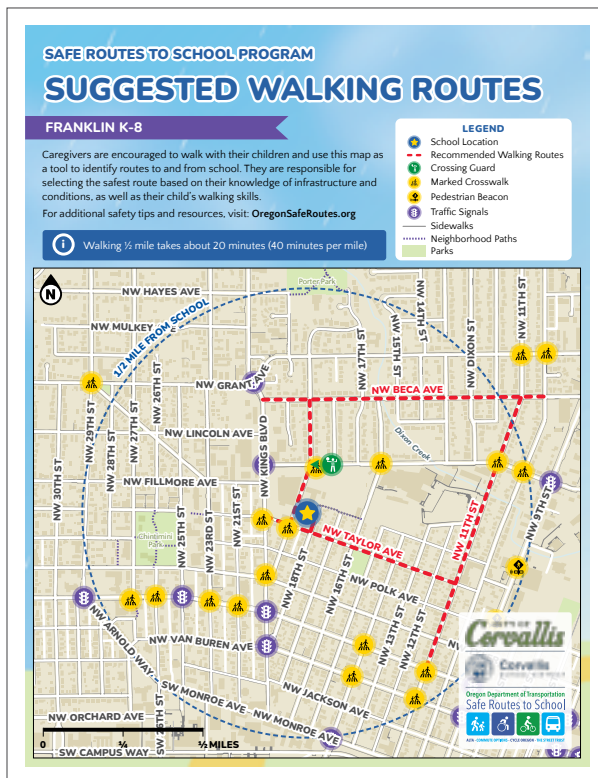 SAFE ROUTES TO SCHOOL PROGRAM
SUGGESTED WALKING ROUTES
FRANKLIN K-8
Caregivers are encouraged to walk with their children and use this map as
a tool to identify routes to and from school. They are responsible for
selecting the safest route based on their knowledge of infrastructure and
conditions, as well as their child's walking skills.
For additional safety tips and resources, visit: OregonSafeRoutes.org
Walking ½ mile takes about 20 minutes (40 minutes per mile)
LEGEND
School Location
Recommended Walking Routes
Crossing Guard
Marked Crosswalk
Pedestrian Beacon
Traffic Signals
Sidewalks
Neighborhood Paths
Parks
N
Porter Park
NW HAYES AVE
NW MULKEY
1/2 MILE FROM SCHOOL
NW 14TH ST
NW 11TH ST
NW 17TH ST
NW 15TH ST
NW DIXON ST
NW GRANT AVE
NW BECA AVE
NW 29TH ST
NW 28TH ST
NW 27TH ST
NW 26TH ST
NW LINCOLN AVE
NW KINGS BLVD
Dixon Creek
NW 30TH ST
NW FILLMORE AVE
NW 25TH ST
NW 23RD ST
NW 21ST ST
NW 9TH ST
NW 11TH ST
Chintimini
Park
NW TAYLOR AVE
NW 18TH ST
NW 16TH ST
NW POLK AVE
NW 13TH ST
NW 12TH ST
NW ARNOLD WAY
NW VAN BUREN AVE
NW JACKSON AVE
SW MONROE AVE
NW MONROE AVE
NW ORCHARD AVE
SW 26TH ST
SW CAMPUS WAY
0
¼
½ MILES
Corvallis
Corvallis
Oregon Department of Transportation
Safe Routes to School